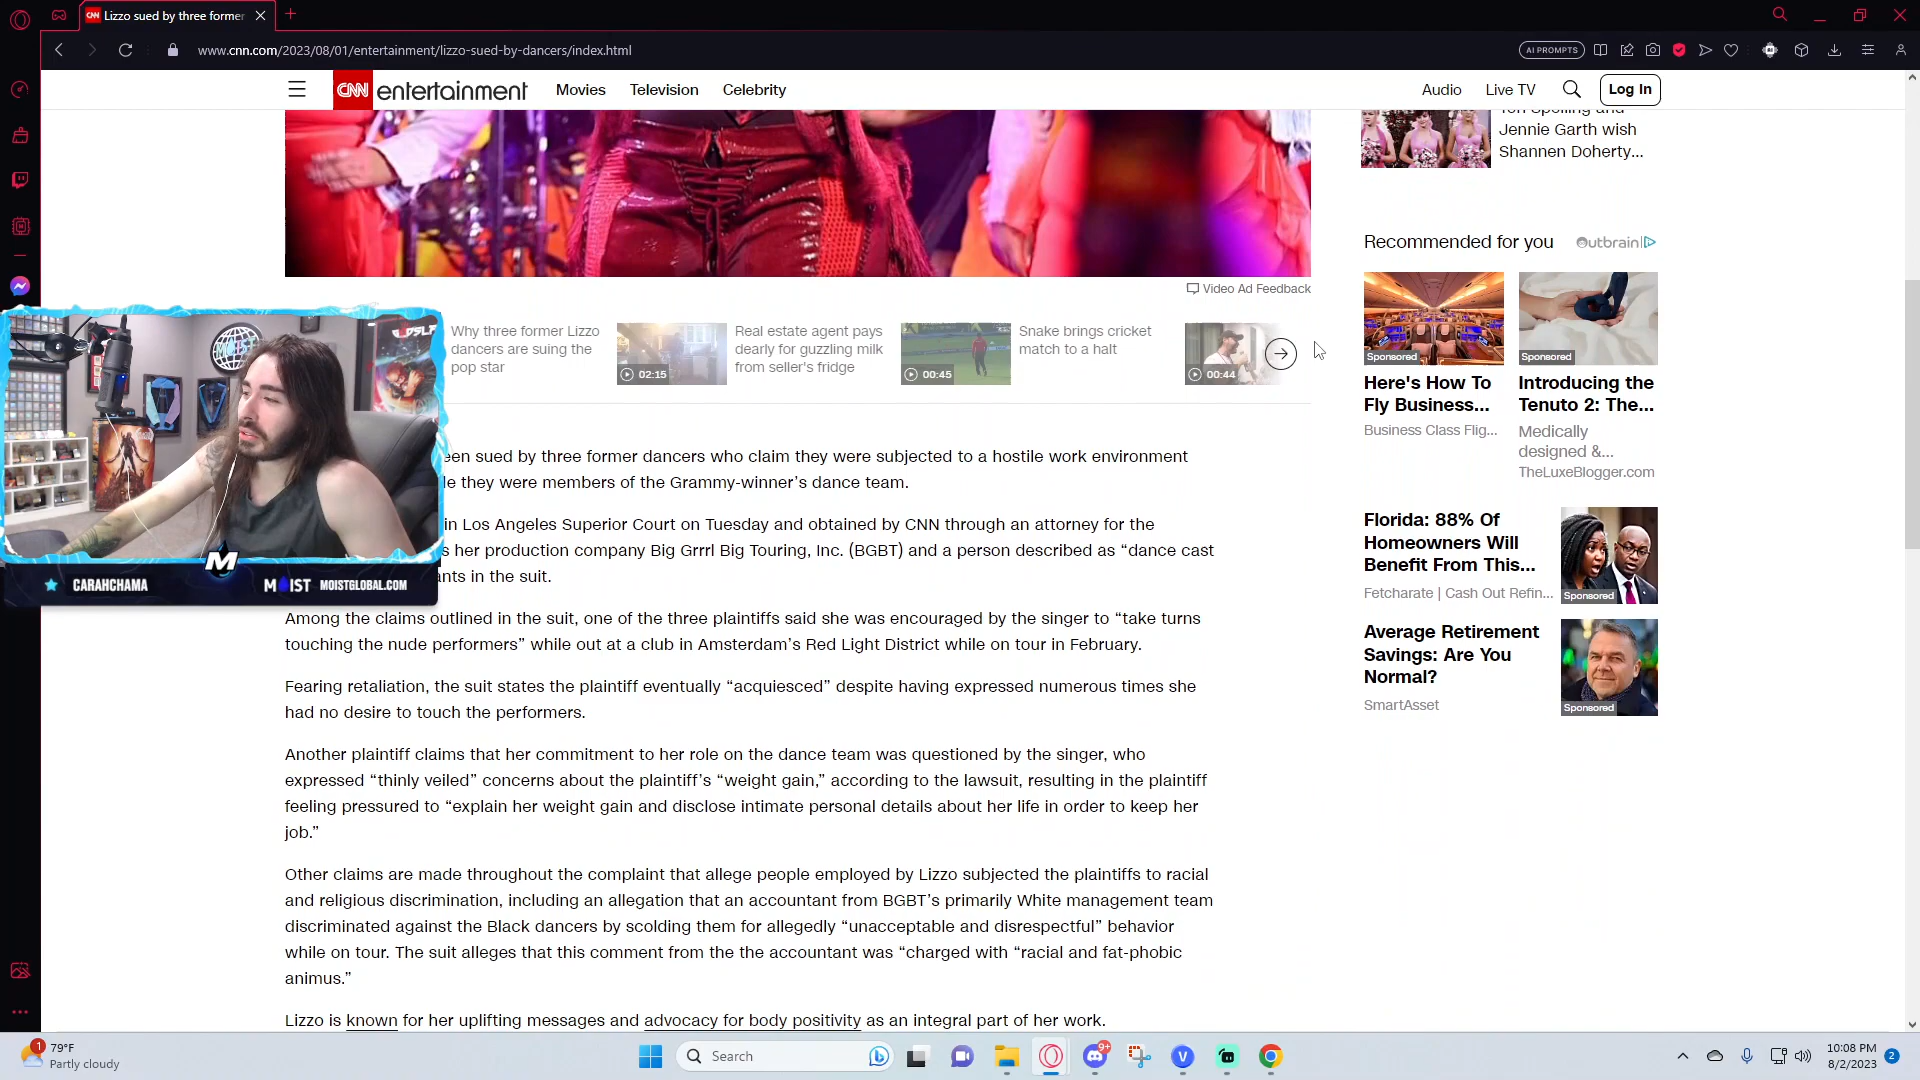 Lizzo sued by three former
www.cnn.com/2023/08/01/entertainment/lizzo-sued-by-dancers/index.html
AI PROMPTS
CNN entertainment
Movies
Television
Celebrity
Audio
Live TV
Log In
Tori Spelling and
Jennie Garth wish
Shannen Doherty...
Video Ad Feedback
Why three former Lizzo
dancers are suing the
pop star
02:15
Real estate agent pays
dearly for guzzling milk
from seller's fridge
00:45
Snake brings cricket
match to a halt
00:44
Recommended for you
Outbrain
Sponsored
Here's How To
Fly Business...
Business Class Flig...
Sponsored
Introducing the
Tenuto 2: The...
Medically
designed &...
TheLuxeBlogger.com
Florida: 88% Of
Homeowners Will
Benefit From This...
Fetcharate | Cash Out Refin...
Sponsored
Average Retirement
Savings: Are You
Normal?
SmartAsset
Sponsored
CARAHCHAMA
M
MOIST
MOISTGLOBAL.COM
een sued by three former dancers who claim they were subjected to a hostile work environment
le they were members of the Grammy-winner’s dance team.
in Los Angeles Superior Court on Tuesday and obtained by CNN through an attorney for the
s her production company Big Grrrl Big Touring, Inc. (BGBT) and a person described as “dance cast
ants in the suit.
Among the claims outlined in the suit, one of the three plaintiffs said she was encouraged by the singer to “take turns
touching the nude performers” while out at a club in Amsterdam’s Red Light District while on tour in February.
Fearing retaliation, the suit states the plaintiff eventually “acquiesced” despite having expressed numerous times she
had no desire to touch the performers.
Another plaintiff claims that her commitment to her role on the dance team was questioned by the singer, who
expressed “thinly veiled” concerns about the plaintiff’s “weight gain,” according to the lawsuit, resulting in the plaintiff
feeling pressured to “explain her weight gain and disclose intimate personal details about her life in order to keep her
job.”
Other claims are made throughout the complaint that allege people employed by Lizzo subjected the plaintiffs to racial
and religious discrimination, including an allegation that an accountant from BGBT’s primarily White management team
discriminated against the Black dancers by scolding them for allegedly “unacceptable and disrespectful” behavior
while on tour. The suit alleges that this comment from the the accountant was “charged with “racial and fat-phobic
animus.”
Lizzo is known for her uplifting messages and advocacy for body positivity as an integral part of her work.
1
79°F
Partly cloudy
Search
9+
V
10:08 PM
8/2/2023
2